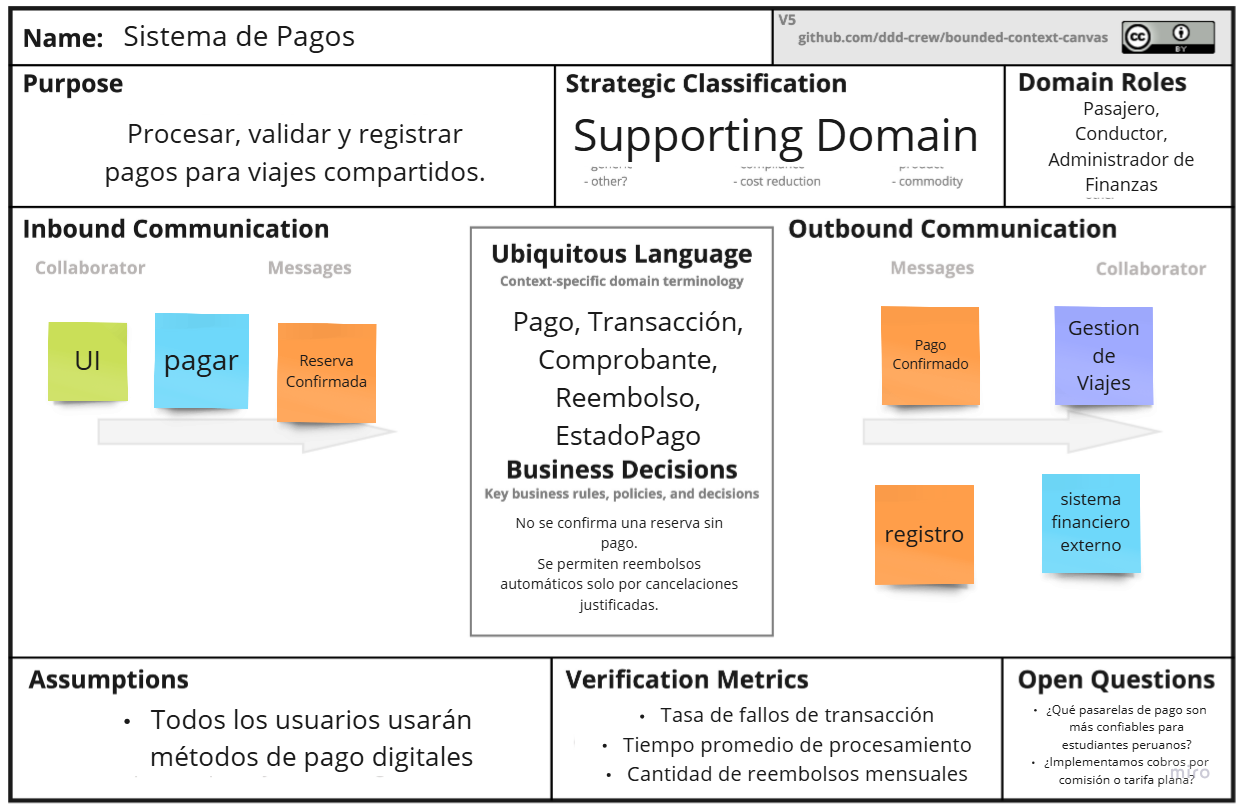 Name: Sistema de Pagos
V5
github.com/ddd-crew/bounded-context-canvas
cc
BY
Purpose
Procesar, validar y registrar
pagos para viajes compartidos.
Strategic Classification
Supporting Domain
- other?
- cost reduction
- commodity
Domain Roles
Pasajero,
Conductor,
Administrador de
Finanzas
Inbound Communication
Collaborator
Messages
UI
pagar
Reserva
Confirmada
Ubiquitous Language
Context-specific domain terminology
Pago, Transacción,
Comprobante,
Reembolso,
EstadoPago
Business Decisions
Key business rules, policies, and decisions
No se confirma una reserva sin
pago.
Se permiten reembolsos
automáticos solo por cancelaciones
justificadas.
Outbound Communication
Messages
Collaborator
Pago
Confirmado
Gestion
de
Viajes
registro
sistema
financiero
externo
Assumptions
• Todos los usuarios usarán
métodos de pago digitales
Verification Metrics
• Tasa de fallos de transacción
• Tiempo promedio de procesamiento
• Cantidad de reembolsos mensuales
Open Questions
• ¿Qué pasarelas de pago son
más confiables para
estudiantes peruanos?
• ¿Implementamos cobros por
comisión o tarifa plana?
miro